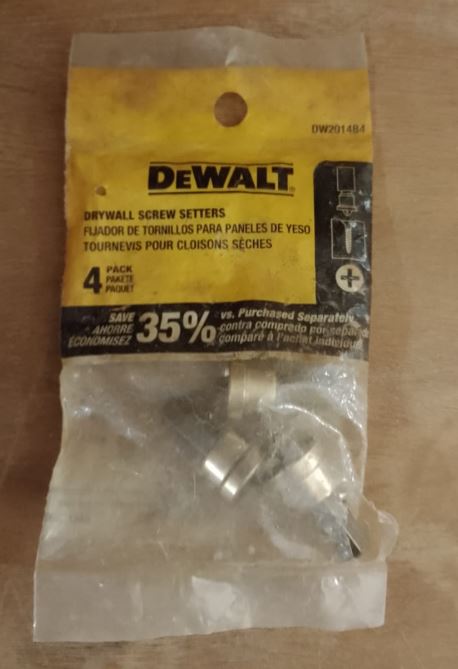 DW2014B4
DEWALT
DRYWALL SCREW SETTERS
FIJADOR DE TORNILLOS PARA PANELES DE YESO
TOURNEVIS POUR CLOISONS SÈCHES
4 PACK
PAKETE
PAQUET
SAVE
AHORRE
ÉCONOMISEZ
35%
vs. Purchased Separately
contra comprado por separado
comparé à l'achat individuel